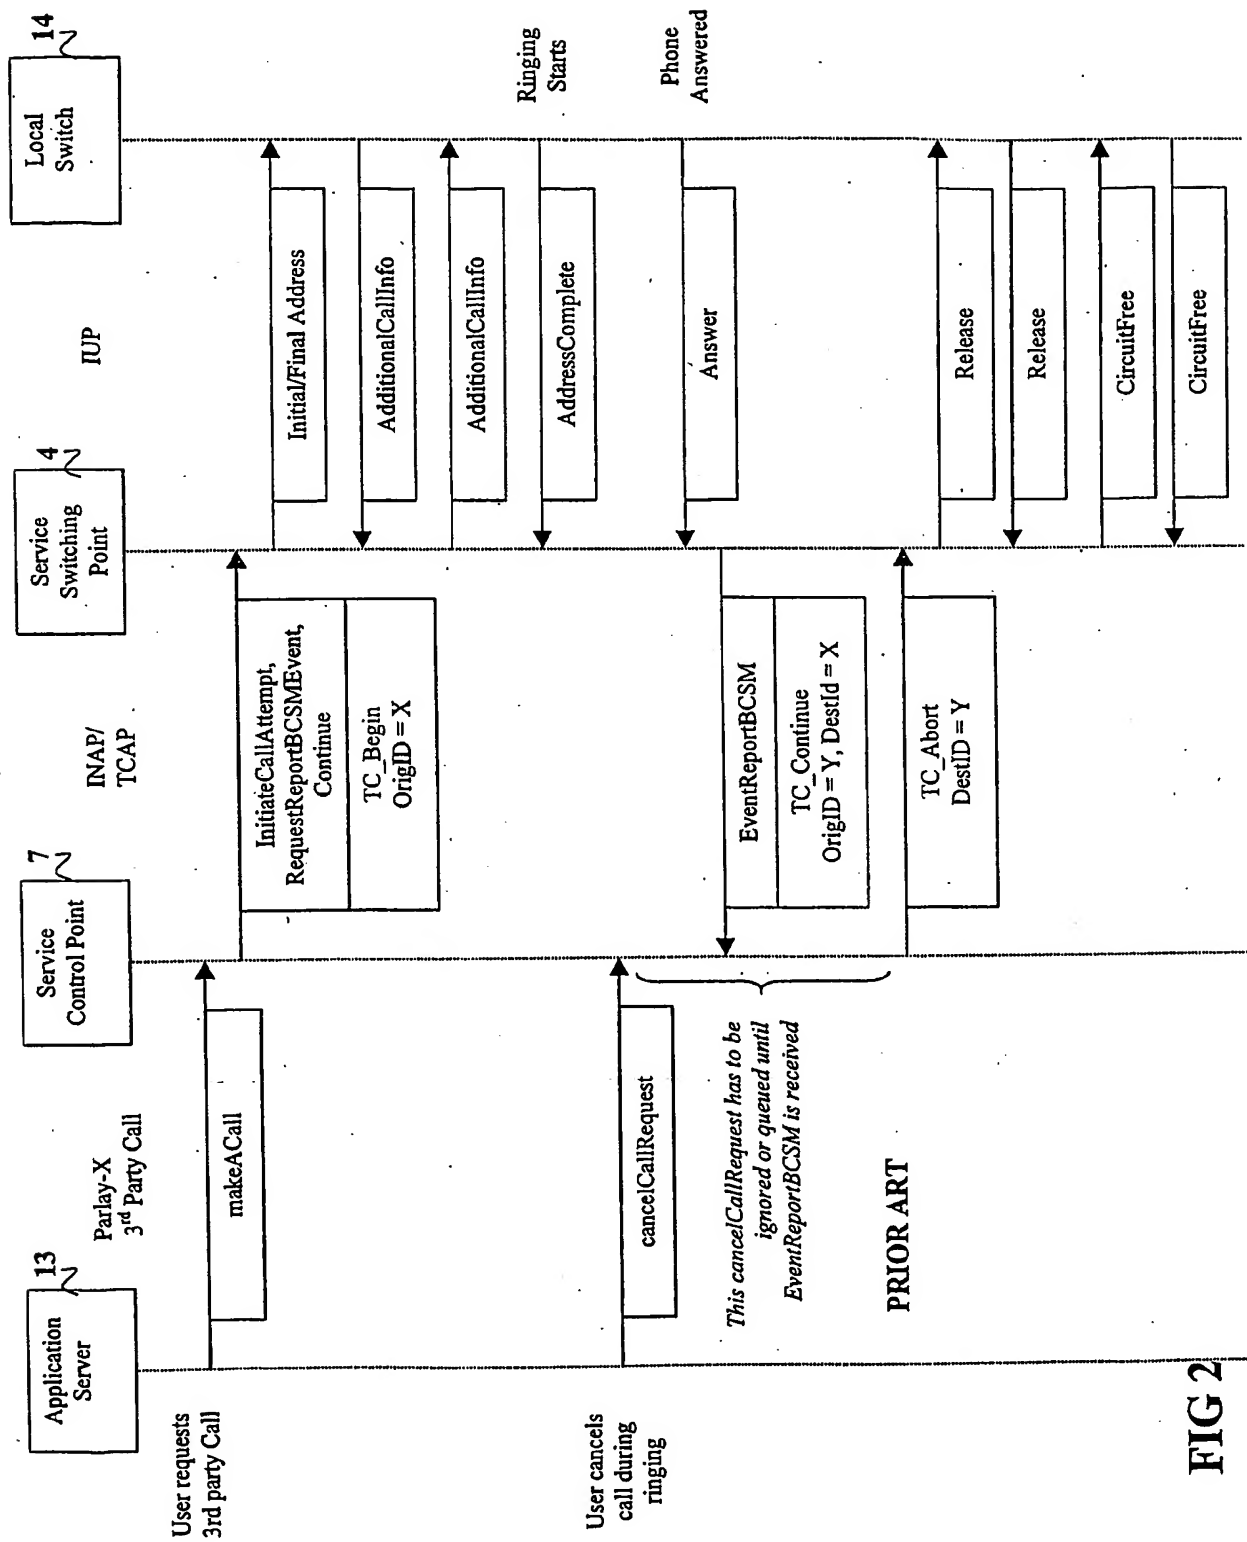 Application
Server
13
Service
Control Point
7
Service
Switching
Point
4
Local
Switch
14
Parlay-X
3rd Party Call
INAP/
TCAP
IUP
User requests
3rd party Call
makeACall
InitiateCallAttempt,
RequestReportBCSMEvent,
Continue
TC_Begin
OrigID = X
Initial/Final Address
AdditionalCallInfo
AdditionalCallInfo
AddressComplete
Ringing
Starts
User cancels
call during
ringing
cancelCallRequest
Answer
Phone
Answered
This cancelCallRequest has to be
ignored or queued until
EventReportBCSM is received
EventReportBCSM
TC_Continue
OrigID = Y, DestId = X
TC_Abort
DestID = Y
Release
Release
CircuitFree
CircuitFree
PRIOR ART
FIG 2